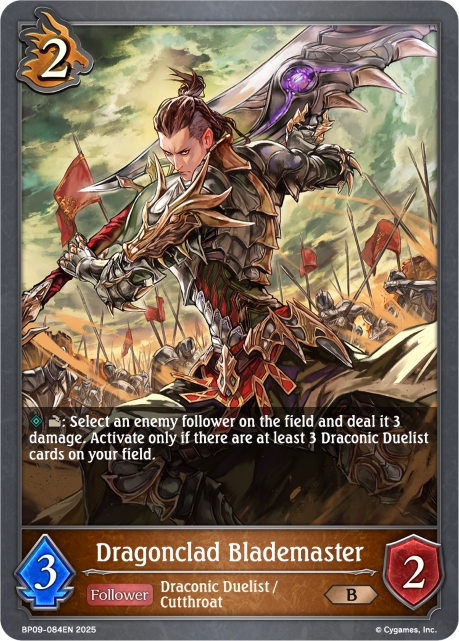 2
: Select an enemy follower on the field and deal it 3
damage. Activate only if there are at least 3 Draconic Duelist
cards on your field.
Dragonclad Blademaster
3
Follower
Draconic Duelist /
Cutthroat
B
2
BP09-084EN 2025
© Cygames, Inc.